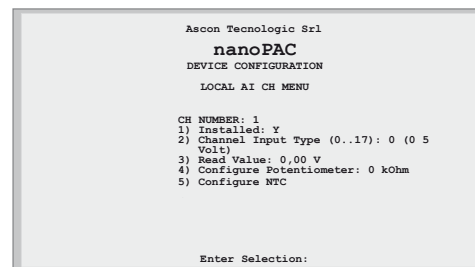 Ascon Tecnologic Srl
nanoPAC
DEVICE CONFIGURATION
LOCAL AI CH MENU
CH NUMBER: 1
1) Installed: Y
2) Channel Input Type (0..17): 0 (0 5
Volt)
3) Read Value: 0,00 V
4) Configure Potentiometer: 0 kOhm
5) Configure NTC
Enter Selection: